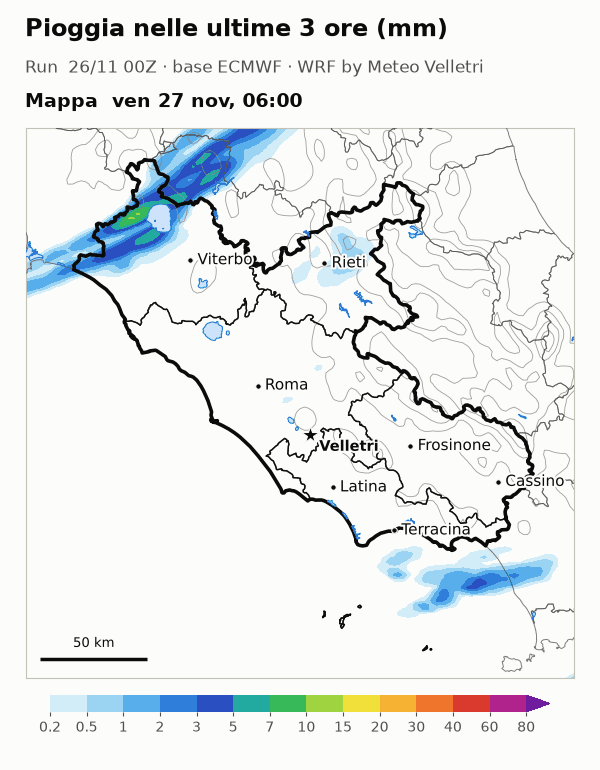 Pioggia nelle ultime 3 ore (mm)
Run  26/11 00Z · base ECMWF · WRF by Meteo Velletri
Mappa  ven 27 nov, 06:00
Viterbo
Rieti
Roma
Velletri
Frosinone
Latina
Cassino
Terracina
50 km
0.2 0.5 1 2 3 5 7 10 15 20 30 40 60 80